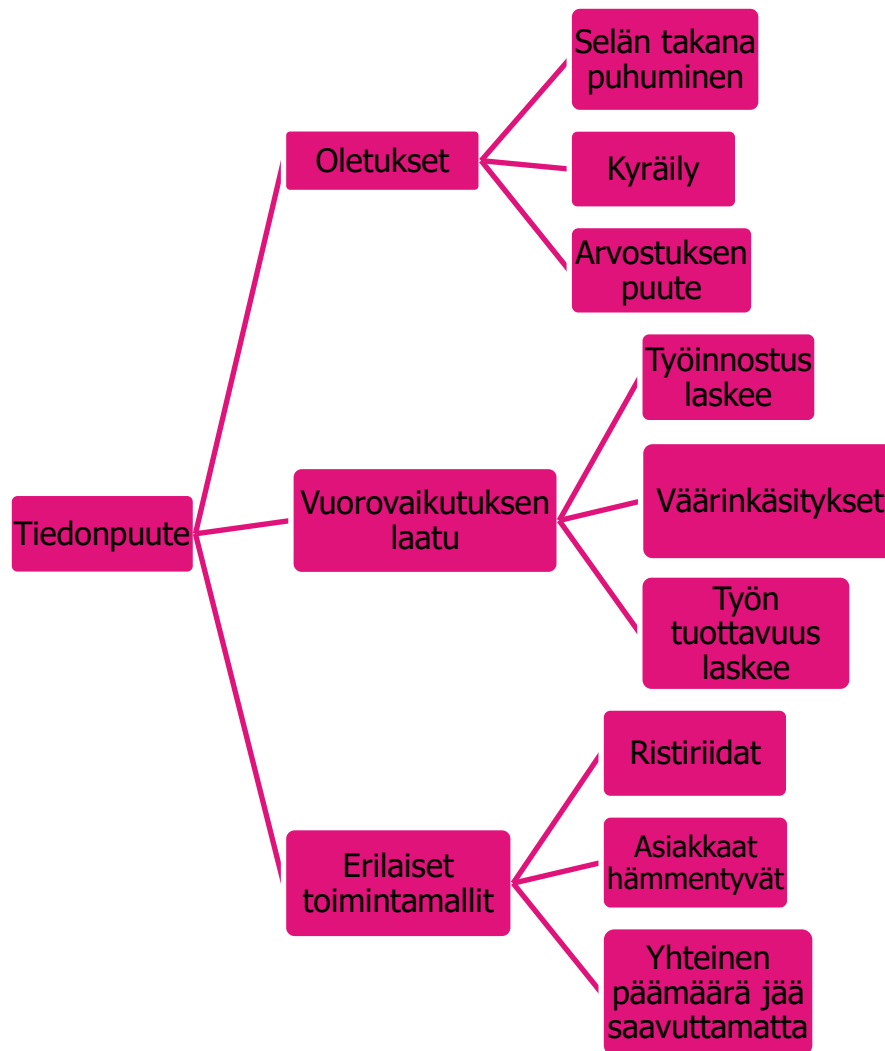 Tiedonpuute
Oletukset
Selän takana
puhuminen
Kyräily
Arvostuksen
puute
Vuorovaikutuksen
laatu
Työinnostus
laskee
Väärinkäsitykset
Työn
tuottavuus
laskee
Erilaiset
toimintamallit
Ristiriidat
Asiakkaat
hämmentyvät
Yhteinen
päämäärä jää
saavuttamatta